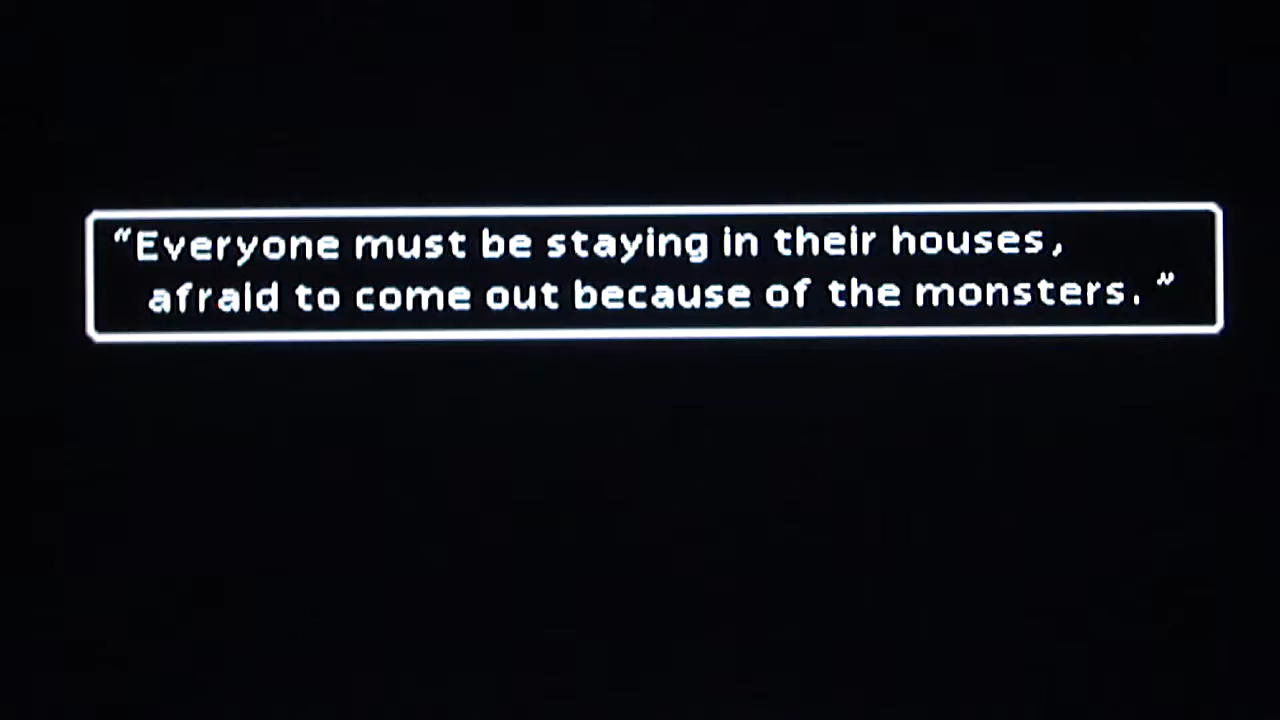 “Everyone must be staying in their houses,
afraid to come out because of the monsters.”